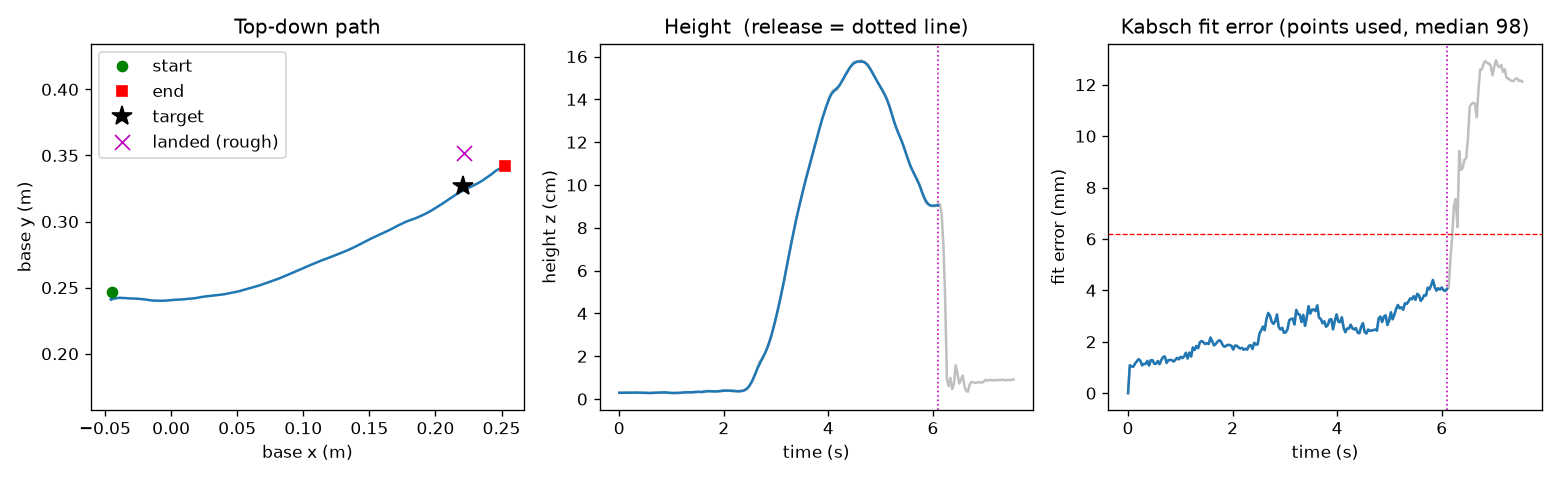 Top-down path
start
end
target
landed (rough)
0.40
0.35
0.30
0.25
0.20
base y (m)
−0.05 0.00 0.05 0.10 0.15 0.20 0.25
base x (m)
Height  (release = dotted line)
16
14
12
10
8
6
4
2
0
height z (cm)
0 2 4 6
time (s)
Kabsch fit error (points used, median 98)
12
10
8
6
4
2
0
fit error (mm)
0 2 4 6
time (s)